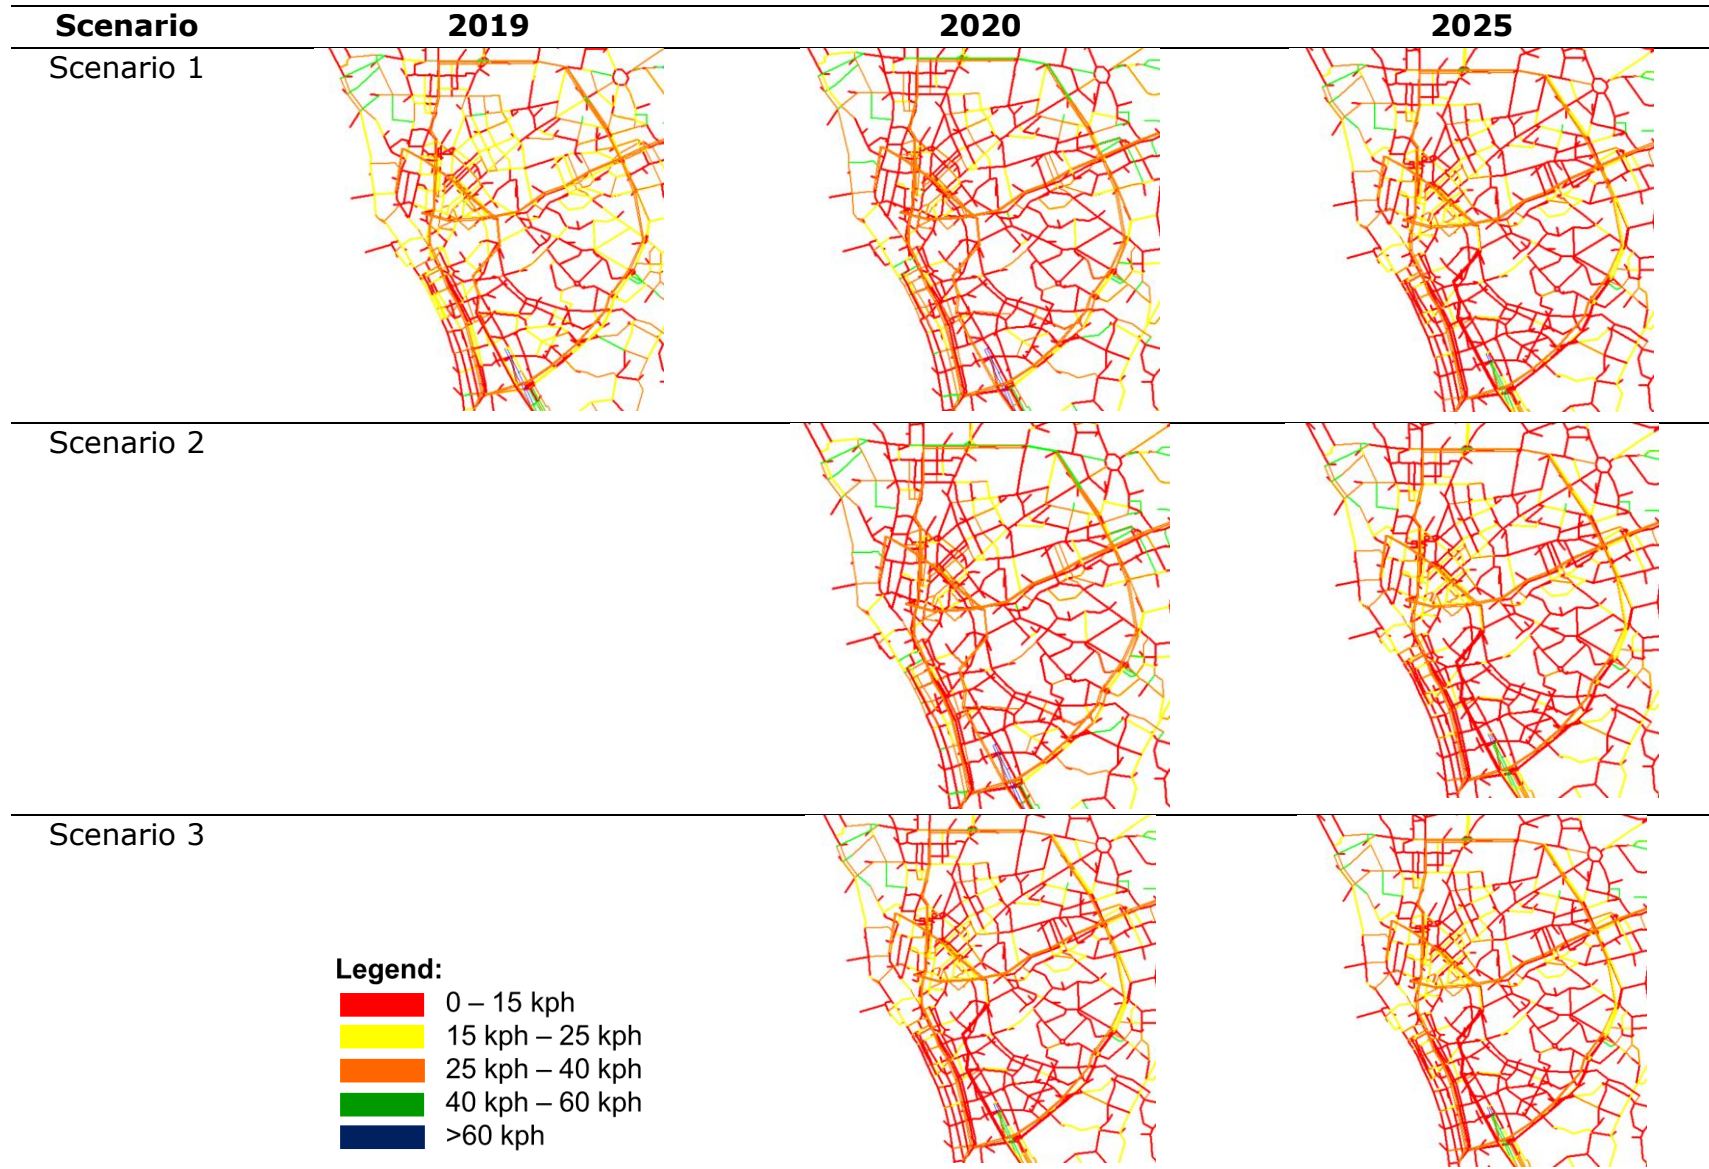 Scenario 2019 2020 2025
Scenario 1
Scenario 2
Scenario 3
Legend:
0 – 15 kph
15 kph – 25 kph
25 kph – 40 kph
40 kph – 60 kph
>60 kph